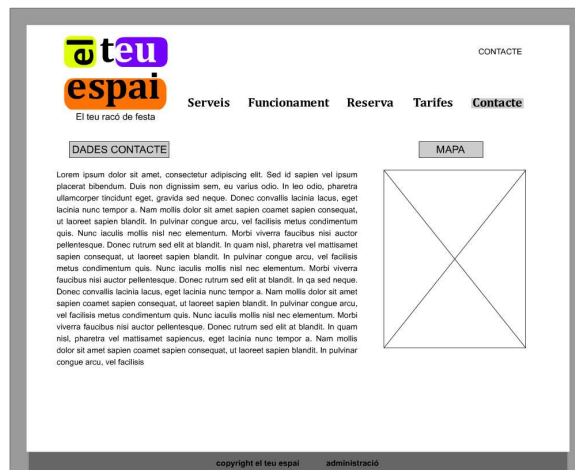 el teu
espai
El teu racó de festa
CONTACTE
Serveis Funcionament Reserva Tarifes Contacte
DADES CONTACTE
MAPA
Lorem ipsum dolor sit amet, consectetur adipiscing elit. Sed id sapien vel ipsum
placerat bibendum. Duis non dignissim sem, eu varius odio. In leo odio, pharetra
ullamcorper tincidunt eget, gravida sed neque. Donec convallis lacinia lacus, eget
lacinia nunc tempor a. Nam mollis dolor sit amet sapien coamet sapien consequat,
ut laoreet sapien blandit. In pulvinar congue arcu, vel facilisis metus condimentum
quis. Nunc iaculis mollis nisl nec elementum. Morbi viverra faucibus nisi auctor
pellentesque. Donec rutrum sed elit at blandit. In quam nisl, pharetra vel mattisamet
sapien consequat, ut laoreet sapien blandit. In pulvinar congue arcu, vel facilisis
metus condimentum quis. Nunc iaculis mollis nisl nec elementum. Morbi viverra
faucibus nisi auctor pellentesque. Donec rutrum sed elit at blandit. In qa sed neque.
Donec convallis lacinia lacus, eget lacinia nunc tempor a. Nam mollis dolor sit amet
sapien coamet sapien consequat, ut laoreet sapien blandit. In pulvinar congue arcu,
vel facilisis metus condimentum quis. Nunc iaculis mollis nisl nec elementum. Morbi
viverra faucibus nisi auctor pellentesque. Donec rutrum sed elit at blandit. In quam
nisl, pharetra vel mattisamet sapiencus, eget lacinia nunc tempor a. Nam mollis
dolor sit amet sapien coamet sapien consequat, ut laoreet sapien blandit. In pulvinar
congue arcu, vel facilisis
copyright el teu espai administració